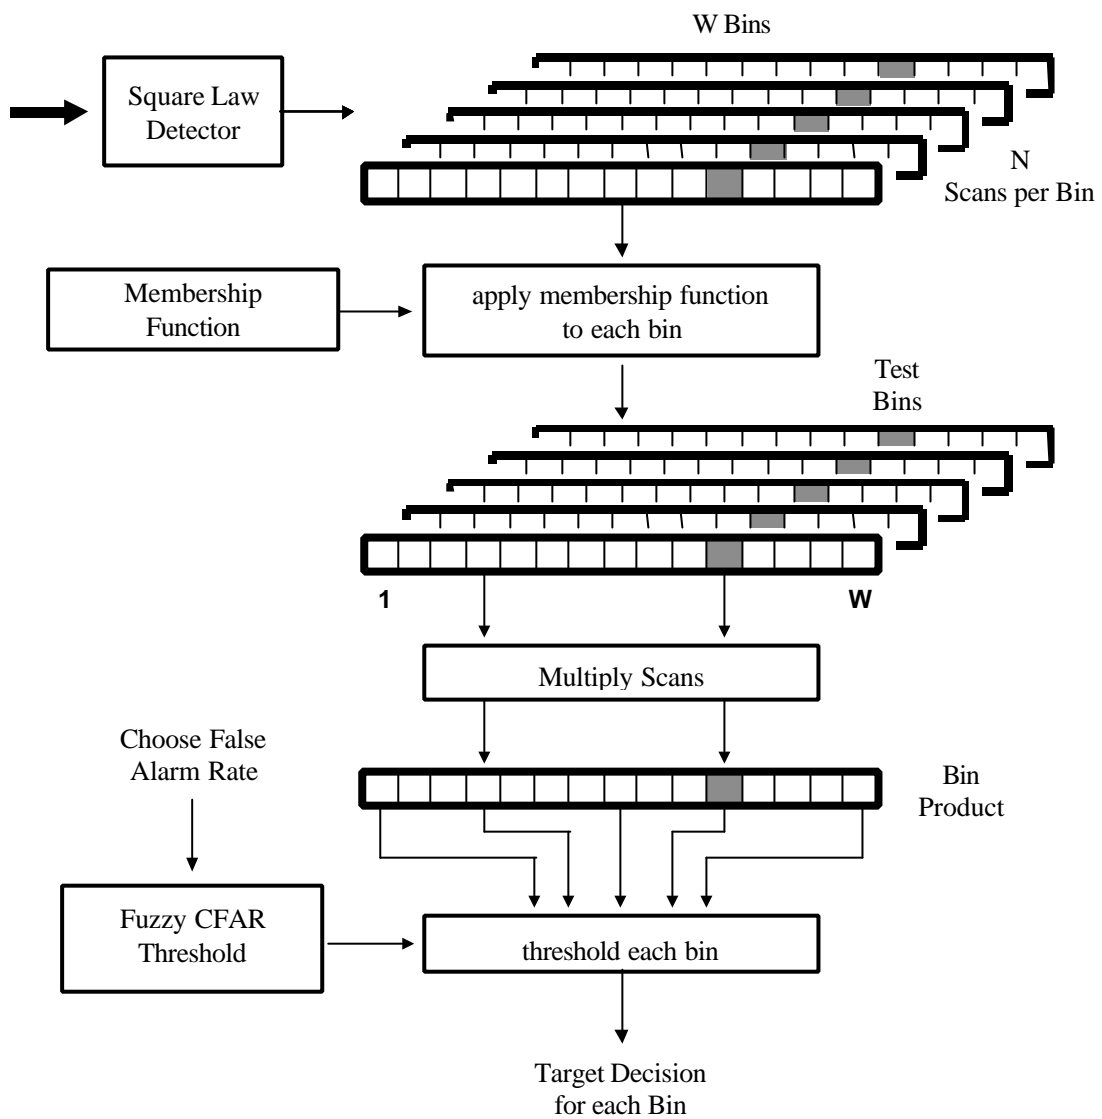 W Bins
Square Law
Detector
N
Scans per Bin
Membership
Function
apply membership function
to each bin
Test
Bins
1
W
Multiply Scans
Choose False
Alarm Rate
Bin
Product
Fuzzy CFAR
Threshold
threshold each bin
Target Decision
for each Bin